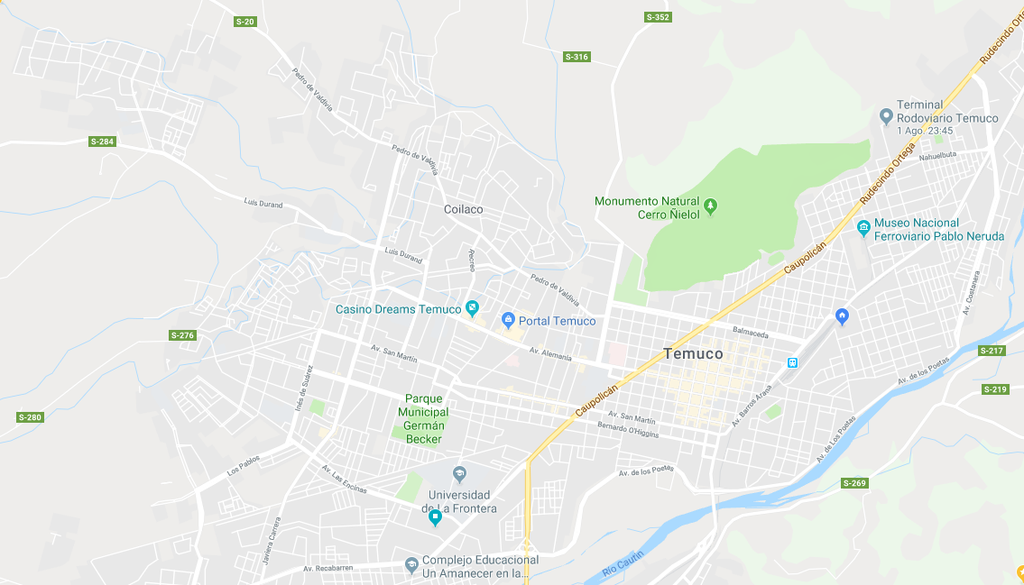 S-20
S-352
Rudecindo Ortega
S-316
Pedro de Valdivia
Terminal
Rodoviario Temuco
1 Ago. 23:45
S-284
Rudecindo Ortega
Pedro de Valdivia
Nahuelbuta
Luis Durand
Coilaco
Monumento Natural
Cerro Ñielol
Museo Nacional
Ferroviario Pablo Neruda
Luis Durand
Recreo
Caupolicán
Pedro de Valdivia
Av. Costanera
Casino Dreams Temuco
Portal Temuco
S-276
Balmaceda
Av. San Martín
Av. Alemania
Temuco
S-217
Av. de los Poetas
Inés de Suárez
S-219
Caupolicán
Av. Barros Arana
Parque
Municipal
Germán
Becker
S-280
Av. San Martín
Bernardo O'Higgins
Av. de Los Poetas
Los Pablos
Av. Las Encinas
Av. de los Poetas
S-269
Universidad
de La Frontera
Javiera Carrera
Río Cautín
Av. Recabarren
Complejo Educacional
Un Amanecer en la...